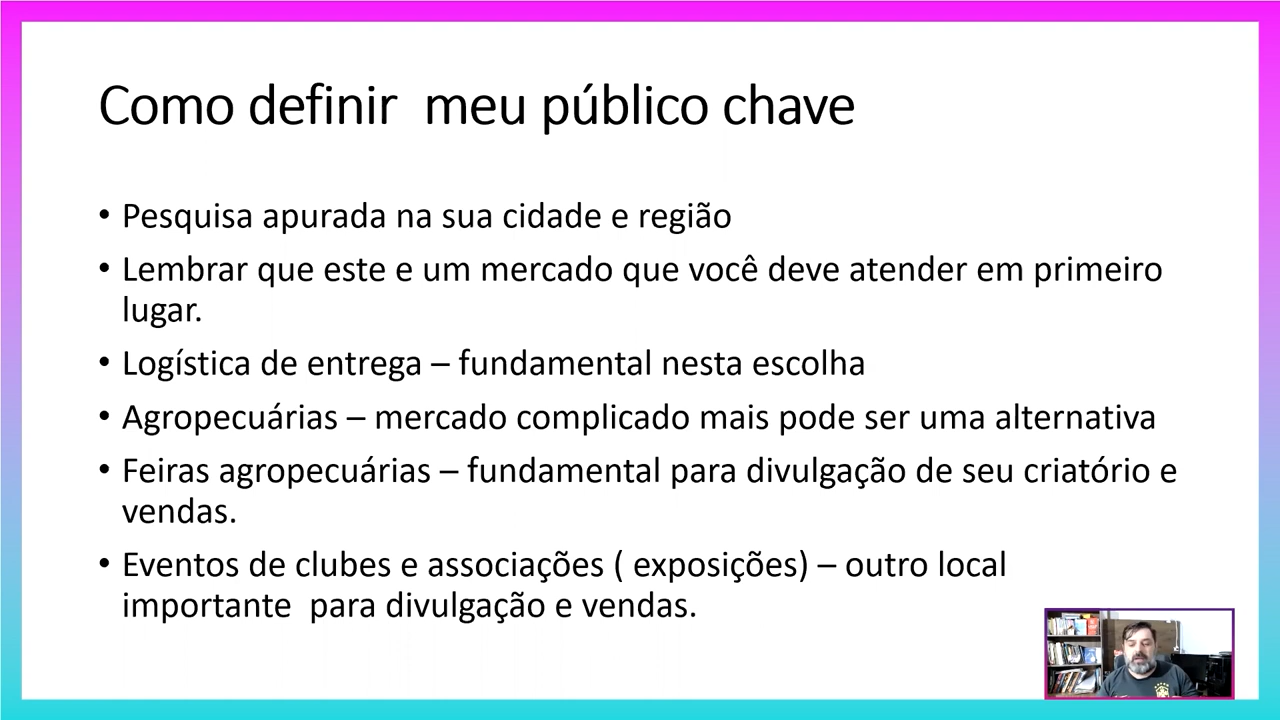 Como definir  meu público chave
• Pesquisa apurada na sua cidade e região
• Lembrar que este e um mercado que você deve atender em primeiro
lugar.
• Logística de entrega – fundamental nesta escolha
• Agropecuárias – mercado complicado mais pode ser uma alternativa
• Feiras agropecuárias – fundamental para divulgação de seu criatório e
vendas.
• Eventos de clubes e associações ( exposições) – outro local
importante  para divulgação e vendas.